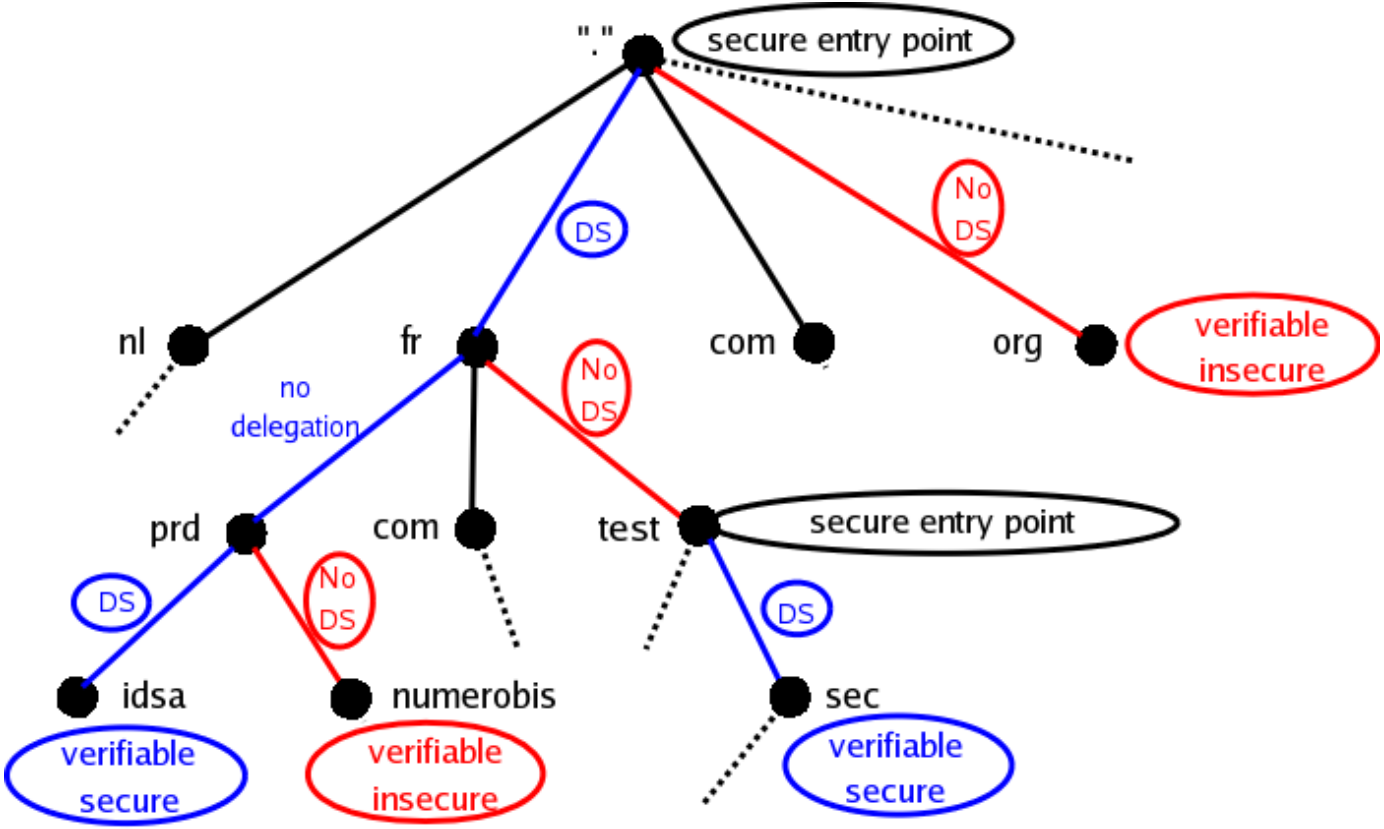 "."
secure entry point
No
DS
DS
nl
fr
com
org
verifiable
insecure
no
delegation
No
DS
prd
com
test
secure entry point
DS
No
DS
DS
idsa
numerobis
sec
verifiable
secure
verifiable
insecure
verifiable
secure